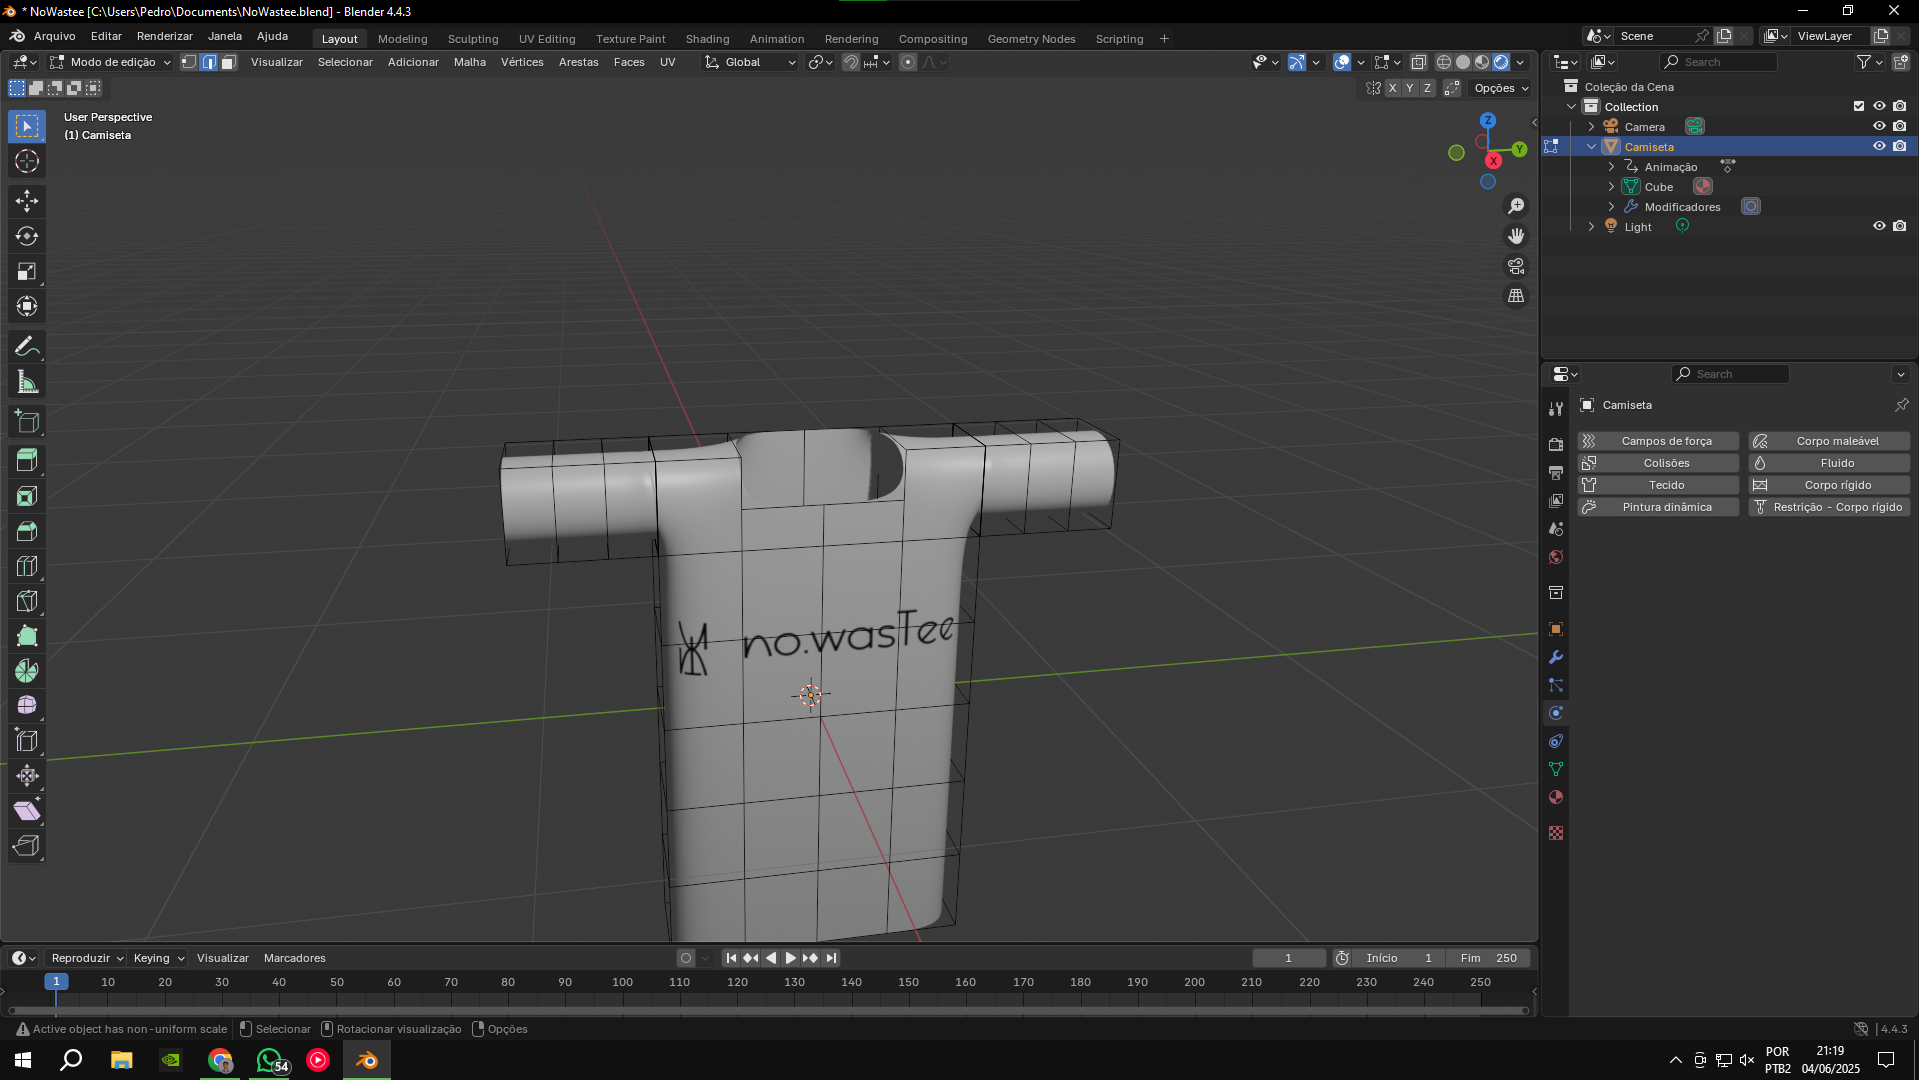 * NoWastee [C:\Users\Pedro\Documents\NoWastee.blend] - Blender 4.4.3
Arquivo Editar Renderizar Janela Ajuda Layout Modeling Sculpting UV Editing Texture Paint Shading Animation Rendering Compositing Geometry Nodes Scripting + Scene ViewLayer
Modo de edição Visualizar Selecionar Adicionar Malha Vértices Arestas Faces UV Global Search
X Y Z Opções
User Perspective
(1) Camiseta
Z
Y
X
Coleção da Cena
Collection
Camera
Camiseta
Animação
Cube
Modificadores
Light
Search
Camiseta
Campos de força Corpo maleável
Colisões Fluido
Tecido Corpo rígido
Pintura dinâmica Restrição - Corpo rígido
no.wasTee
Reproduzir Keying Visualizar Marcadores 1 Início 1 Fim 250
1 10 20 30 40 50 60 70 80 90 100 110 120 130 140 150 160 170 180 190 200 210 220 230 240 250
Active object has non-uniform scale Selecionar Rotacionar visualização Opções 4.4.3
54
POR
PTB2
21:19
04/06/2025